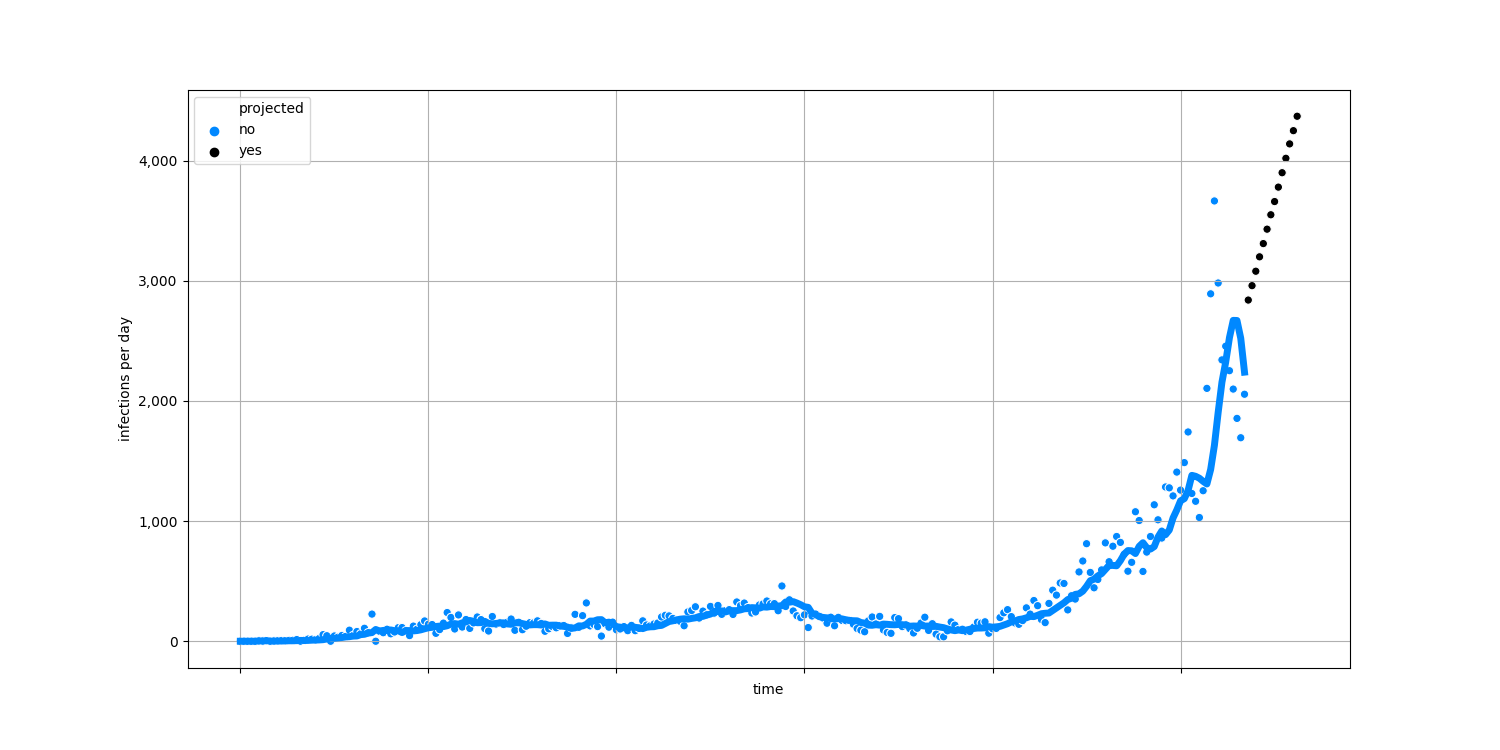 projected
no
yes
4,000
3,000
2,000
1,000
0
infections per day
time